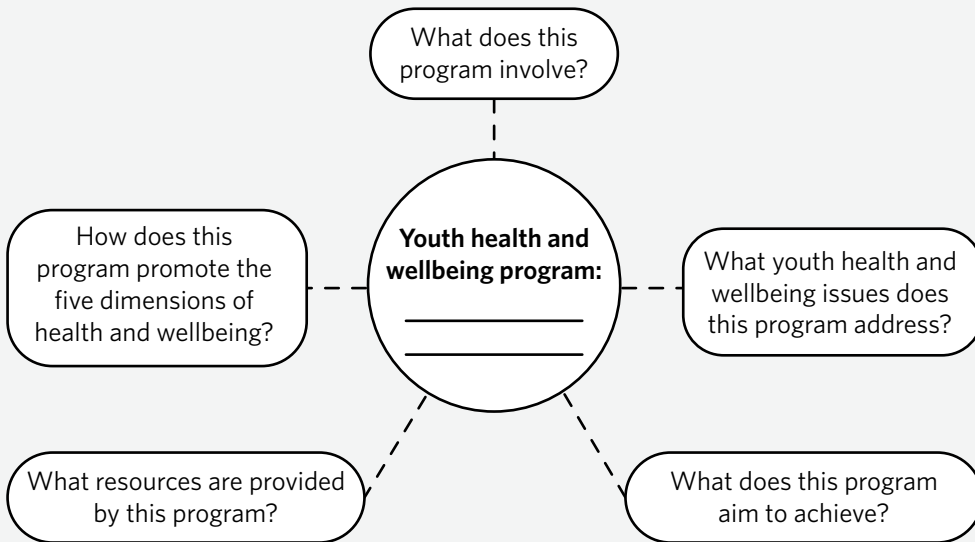 What does this
program involve?
How does this
program promote the
five dimensions of
health and wellbeing?
Youth health and
wellbeing program:
What youth health and
wellbeing issues does
this program address?
What resources are provided
by this program?
What does this program
aim to achieve?